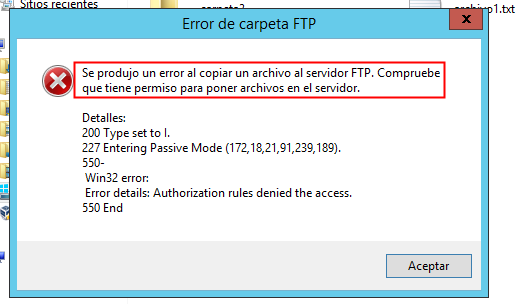 Sitios recientes
archivo1.txt
Error de carpeta FTP
x
Se produjo un error al copiar un archivo al servidor FTP. Compruebe
que tiene permiso para poner archivos en el servidor.
Detalles:
200 Type set to I.
227 Entering Passive Mode (172,18,21,91,239,189).
550-
Win32 error:
Error details: Authorization rules denied the access.
550 End
Aceptar